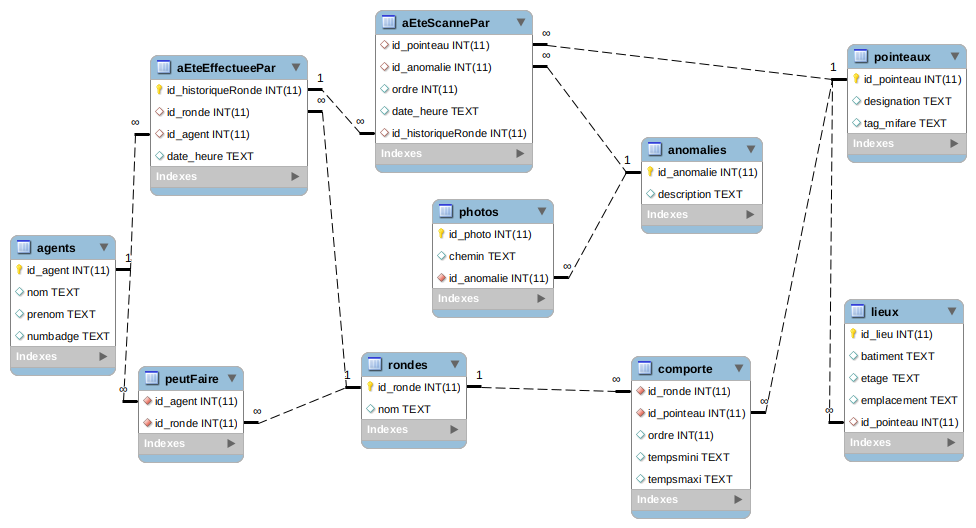 aEteScannePar
id_pointeau INT(11)
id_anomalie INT(11)
ordre INT(11)
date_heure TEXT
id_historiqueRonde INT(11)
Indexes
aEteEffectueePar
id_historiqueRonde INT(11)
id_ronde INT(11)
id_agent INT(11)
date_heure TEXT
Indexes
pointeaux
id_pointeau INT(11)
designation TEXT
tag_mifare TEXT
Indexes
anomalies
id_anomalie INT(11)
description TEXT
Indexes
photos
id_photo INT(11)
chemin TEXT
id_anomalie INT(11)
Indexes
agents
id_agent INT(11)
nom TEXT
prenom TEXT
numbadge TEXT
Indexes
peutFaire
id_agent INT(11)
id_ronde INT(11)
Indexes
rondes
id_ronde INT(11)
nom TEXT
Indexes
comporte
id_ronde INT(11)
id_pointeau INT(11)
ordre INT(11)
tempsmini TEXT
tempsmaxi TEXT
Indexes
lieux
id_lieu INT(11)
batiment TEXT
etage TEXT
emplacement TEXT
id_pointeau INT(11)
Indexes
∞
∞
1
∞
∞
1
∞
1
1
∞
∞
∞
1
1
∞
∞
∞
∞